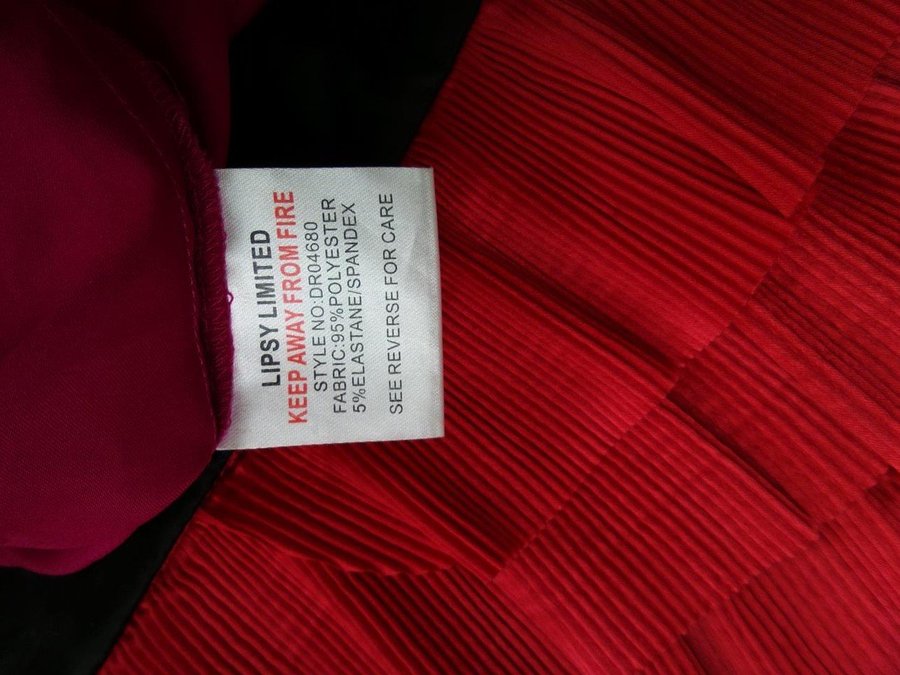 LIPSY LIMITED
KEEP AWAY FROM FIRE
STYLE NO:DR04680
FABRIC:95%POLYESTER
5%ELASTANE/SPANDEX
SEE REVERSE FOR CARE